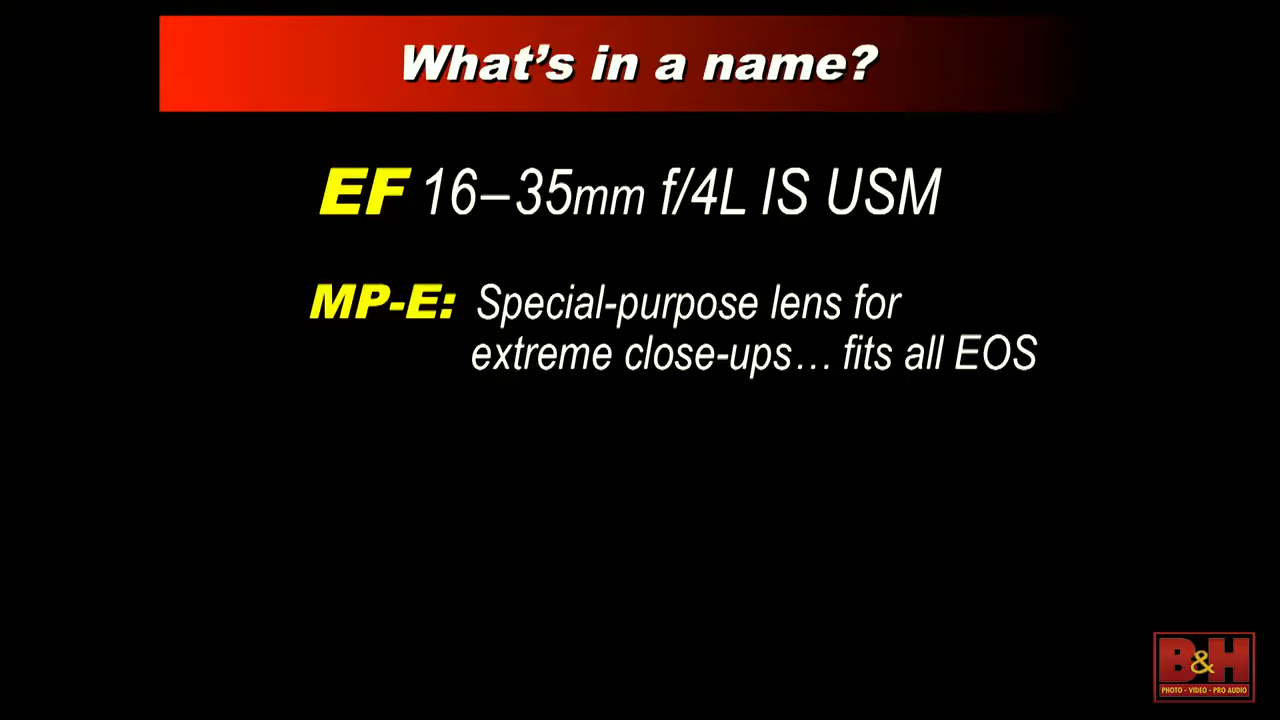 What's in a name?
EF 16–35mm f/4L IS USM
MP-E: Special-purpose lens for
extreme close-ups… fits all EOS
B&H
PHOTO - VIDEO - PRO AUDIO